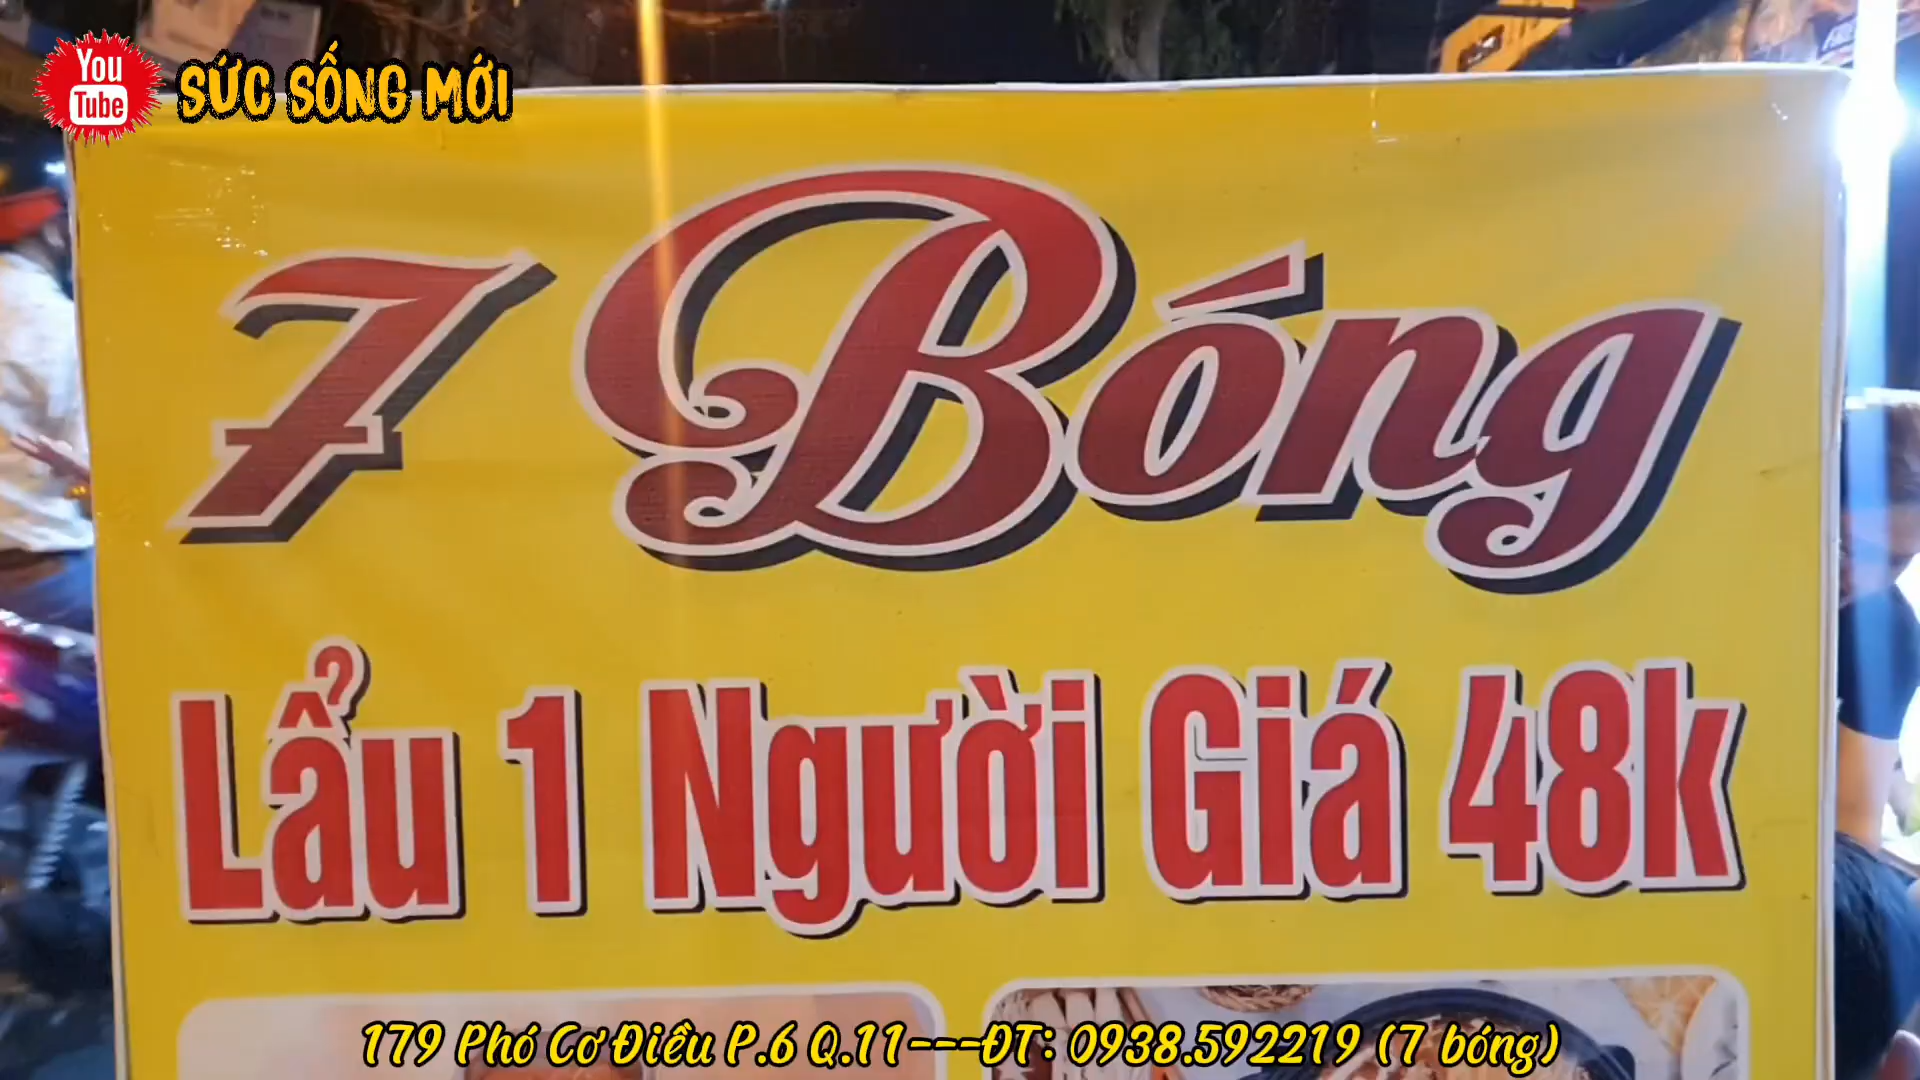 You
Tube
SỨC SỐNG MỚI
7 Bóng
Lẩu 1 Người Giá 48k
179 Phó Cơ Điều P.6 Q.11---ĐT: 0938.592219 (7 bóng)